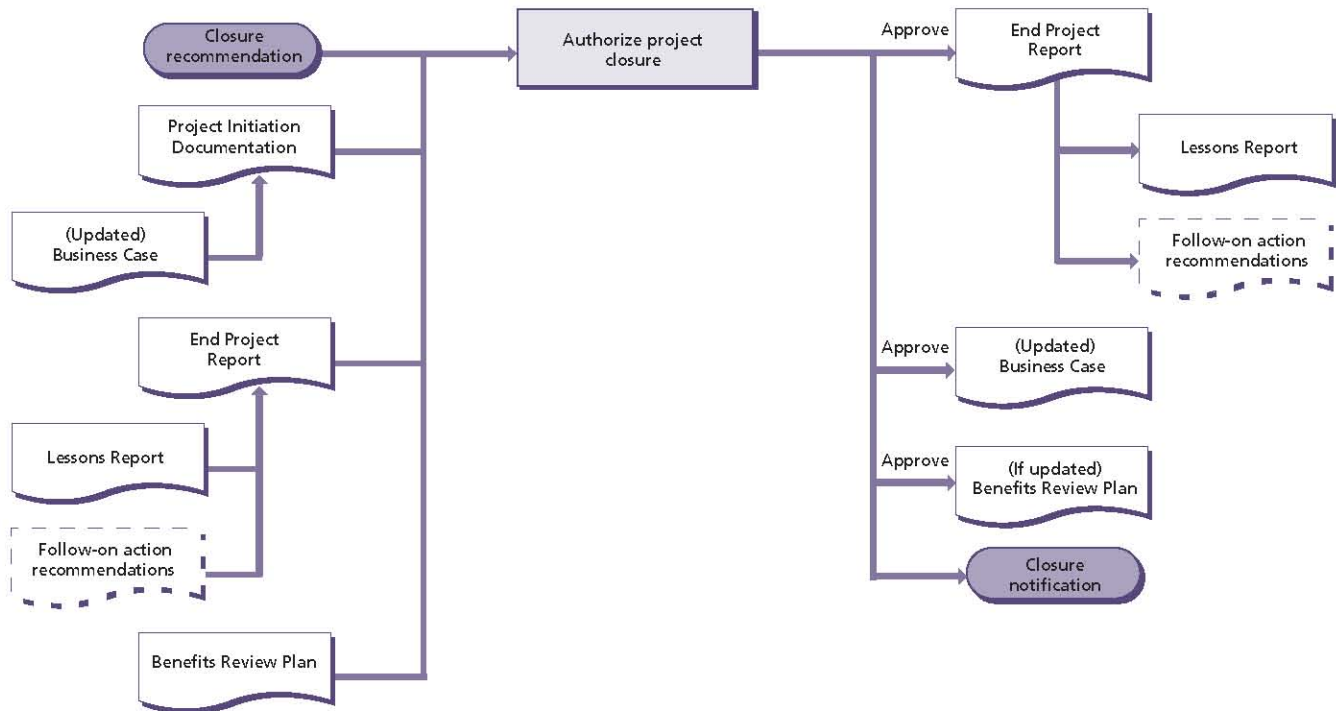 Closure
recommendation
Authorize project
closure
Approve
End Project
Report
Project Initiation
Documentation
Lessons Report
(Updated)
Business Case
Follow-on action
recommendations
End Project
Report
Approve
(Updated)
Business Case
Lessons Report
Approve
(If updated)
Benefits Review Plan
Follow-on action
recommendations
Closure
notification
Benefits Review Plan